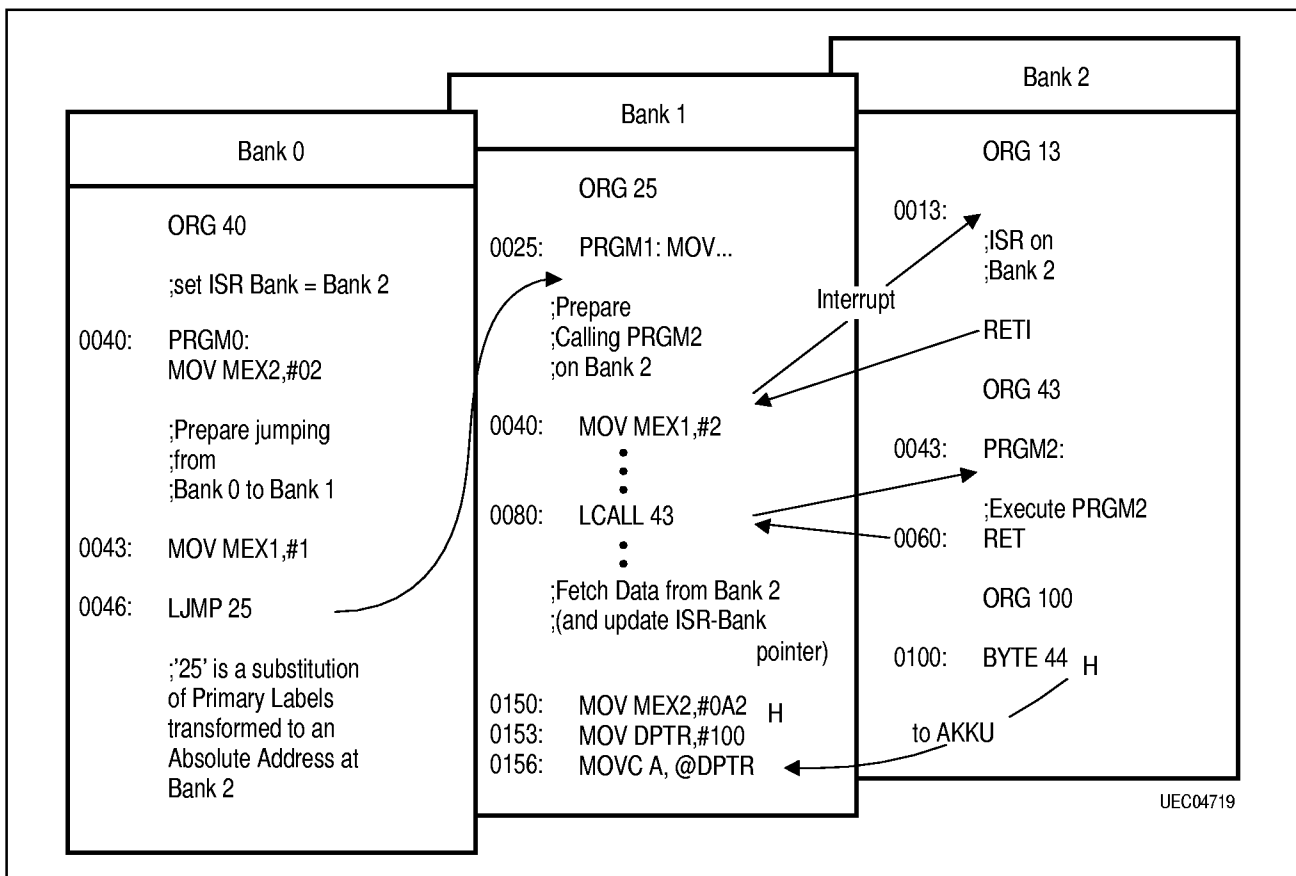 Bank 0
ORG 40
;set ISR Bank = Bank 2
0040: PRGM0:
MOV MEX2,#02
;Prepare jumping
;from
;Bank 0 to Bank 1
0043: MOV MEX1,#1
0046: LJMP 25
;'25' is a substitution
of Primary Labels
transformed to an
Absolute Address at
Bank 2
Bank 1
ORG 25
0025: PRGM1: MOV...
;Prepare
;Calling PRGM2
;on Bank 2
0040: MOV MEX1,#2
0080: LCALL 43
;Fetch Data from Bank 2
;(and update ISR-Bank
pointer)
0150: MOV MEX2,#0A2 H
0153: MOV DPTR,#100
0156: MOVC A, @DPTR
Interrupt
Bank 2
ORG 13
0013:
;ISR on
;Bank 2
RETI
ORG 43
0043: PRGM2:
;Execute PRGM2
0060: RET
ORG 100
0100: BYTE 44 H
to AKKU
UEC04719